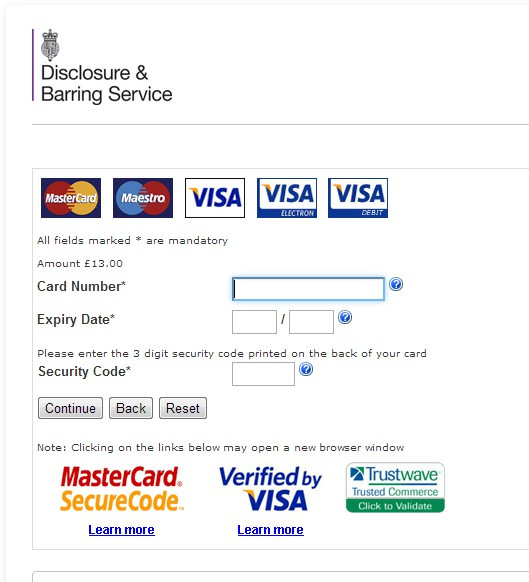 Disclosure &
Barring Service
MasterCard Maestro VISA VISA ELECTRON VISA DEBIT
All fields marked * are mandatory
Amount £13.00
Card Number* ?
Expiry Date* / ?
Please enter the 3 digit security code printed on the back of your card
Security Code* ?
Continue Back Reset
Note: Clicking on the links below may open a new browser window
MasterCard. Verified by Trustwave®
SecureCode™ VISA Trusted Commerce
Click to Validate
Learn more Learn more